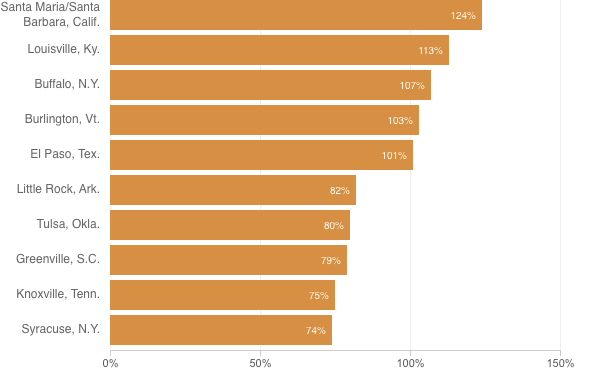 Santa Maria/Santa
Barbara, Calif.
124%
Louisville, Ky.
113%
Buffalo, N.Y.
107%
Burlington, Vt.
103%
El Paso, Tex.
101%
Little Rock, Ark.
82%
Tulsa, Okla.
80%
Greenville, S.C.
79%
Knoxville, Tenn.
75%
Syracuse, N.Y.
74%
0% 50% 100% 150%